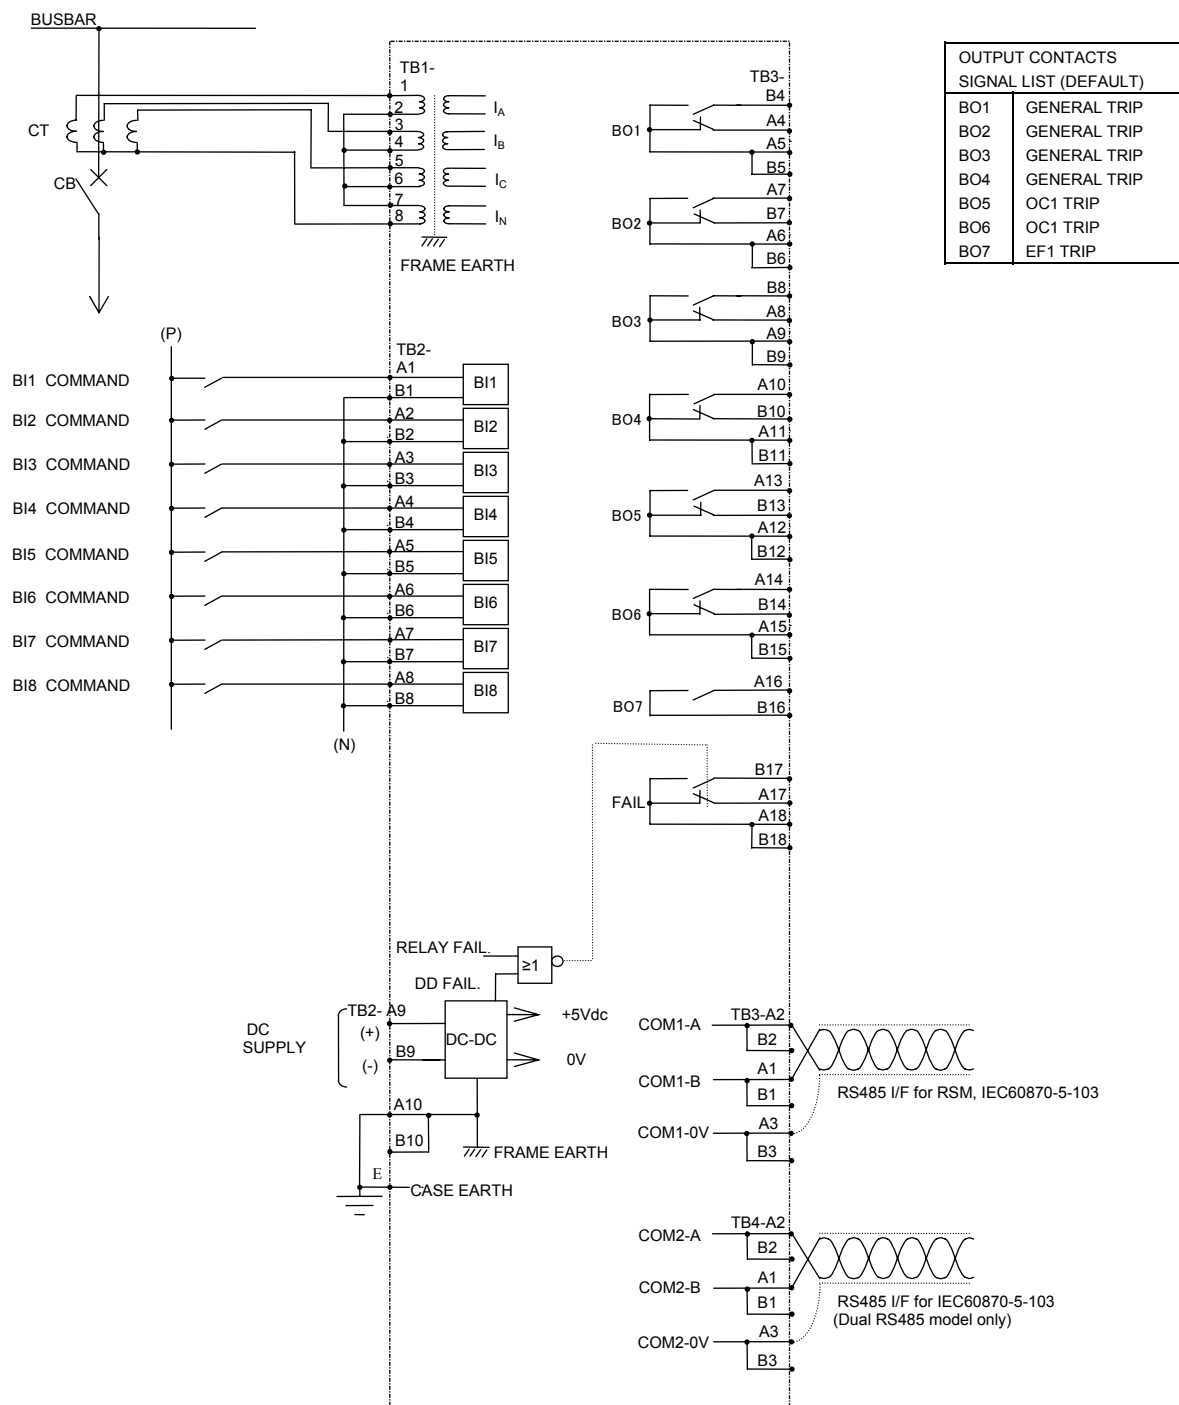 BUSBAR
CT
CB
TB1-
1
2
3
4
5
6
7
8
IA
IB
IC
IN
FRAME EARTH
(P)
TB2-
BI1 COMMAND
A1
B1
BI1
BI2 COMMAND
A2
B2
BI2
BI3 COMMAND
A3
B3
BI3
BI4 COMMAND
A4
B4
BI4
BI5 COMMAND
A5
B5
BI5
BI6 COMMAND
A6
B6
BI6
BI7 COMMAND
A7
B7
BI7
BI8 COMMAND
A8
B8
BI8
(N)
TB3-
BO1
B4
A4
A5
B5
BO2
A7
B7
A6
B6
BO3
B8
A8
A9
B9
BO4
A10
B10
A11
B11
BO5
A13
B13
A12
B12
BO6
A14
B14
A15
B15
BO7
A16
B16
FAIL
B17
A17
A18
B18
OUTPUT CONTACTS
SIGNAL LIST (DEFAULT)
BO1 GENERAL TRIP
BO2 GENERAL TRIP
BO3 GENERAL TRIP
BO4 GENERAL TRIP
BO5 OC1 TRIP
BO6 OC1 TRIP
BO7 EF1 TRIP
RELAY FAIL.
≥1
DD FAIL.
DC
SUPPLY
TB2- A9
(+)
B9
(-)
DC-DC
+5Vdc
0V
A10
B10
FRAME EARTH
E
CASE EARTH
COM1-A
TB3-A2
B2
COM1-B
A1
B1
COM1-0V
A3
B3
RS485 I/F for RSM, IEC60870-5-103
COM2-A
TB4-A2
B2
COM2-B
A1
B1
COM2-0V
A3
B3
RS485 I/F for IEC60870-5-103
(Dual RS485 model only)